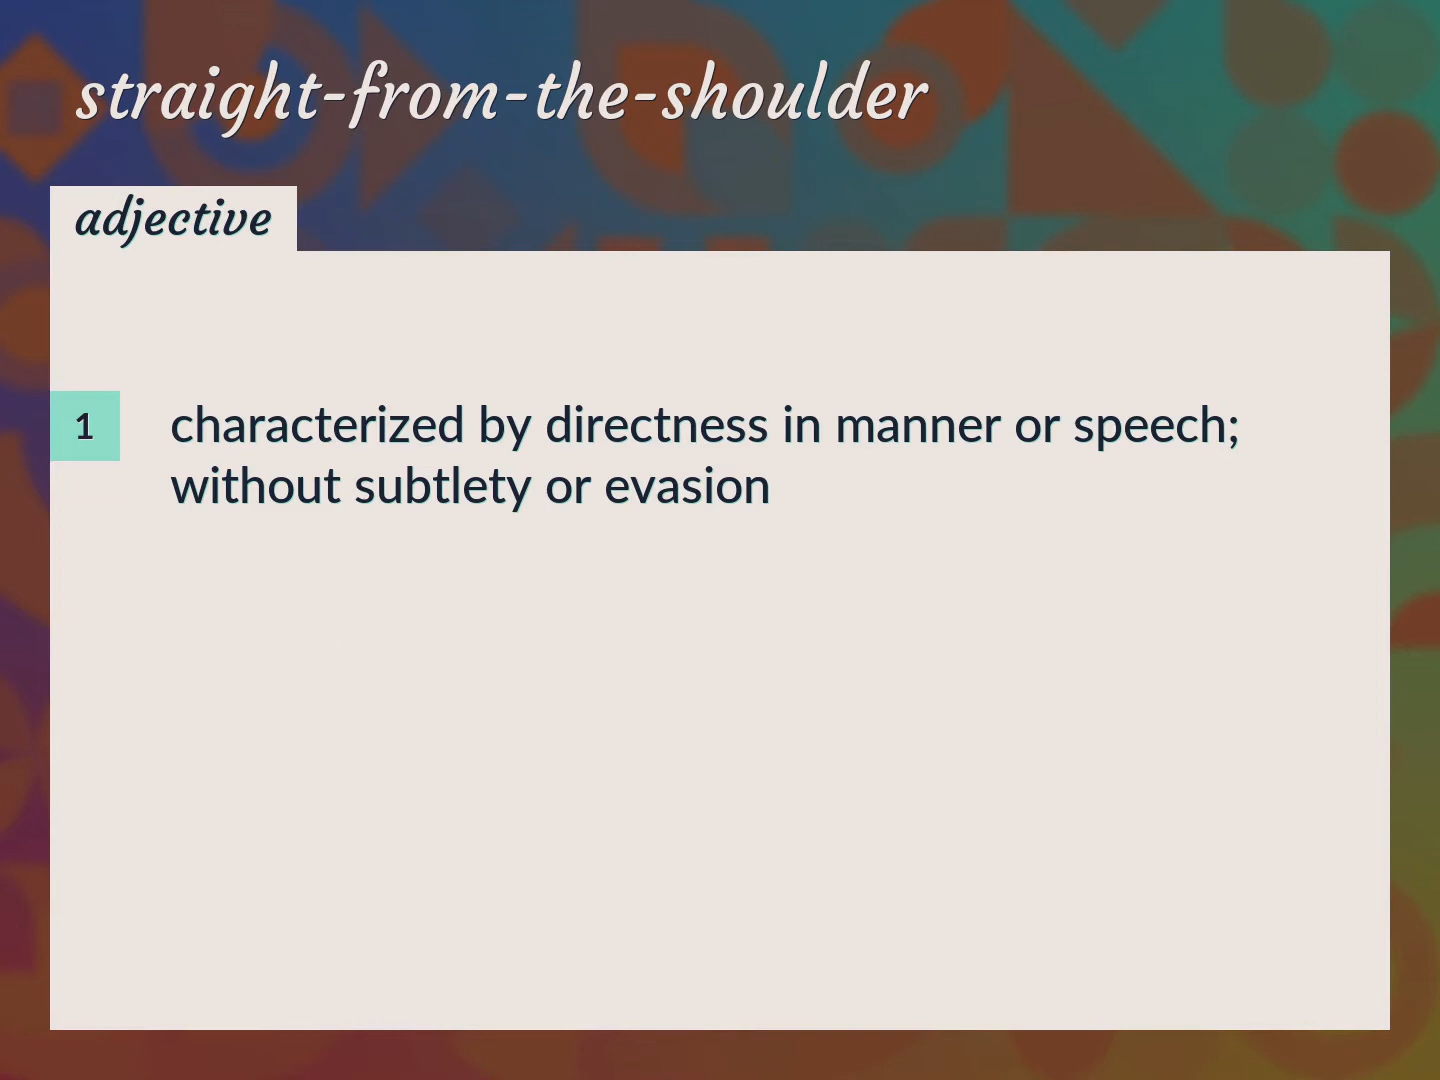 straight-from-the-shoulder
adjective
1
characterized by directness in manner or speech;
without subtlety or evasion